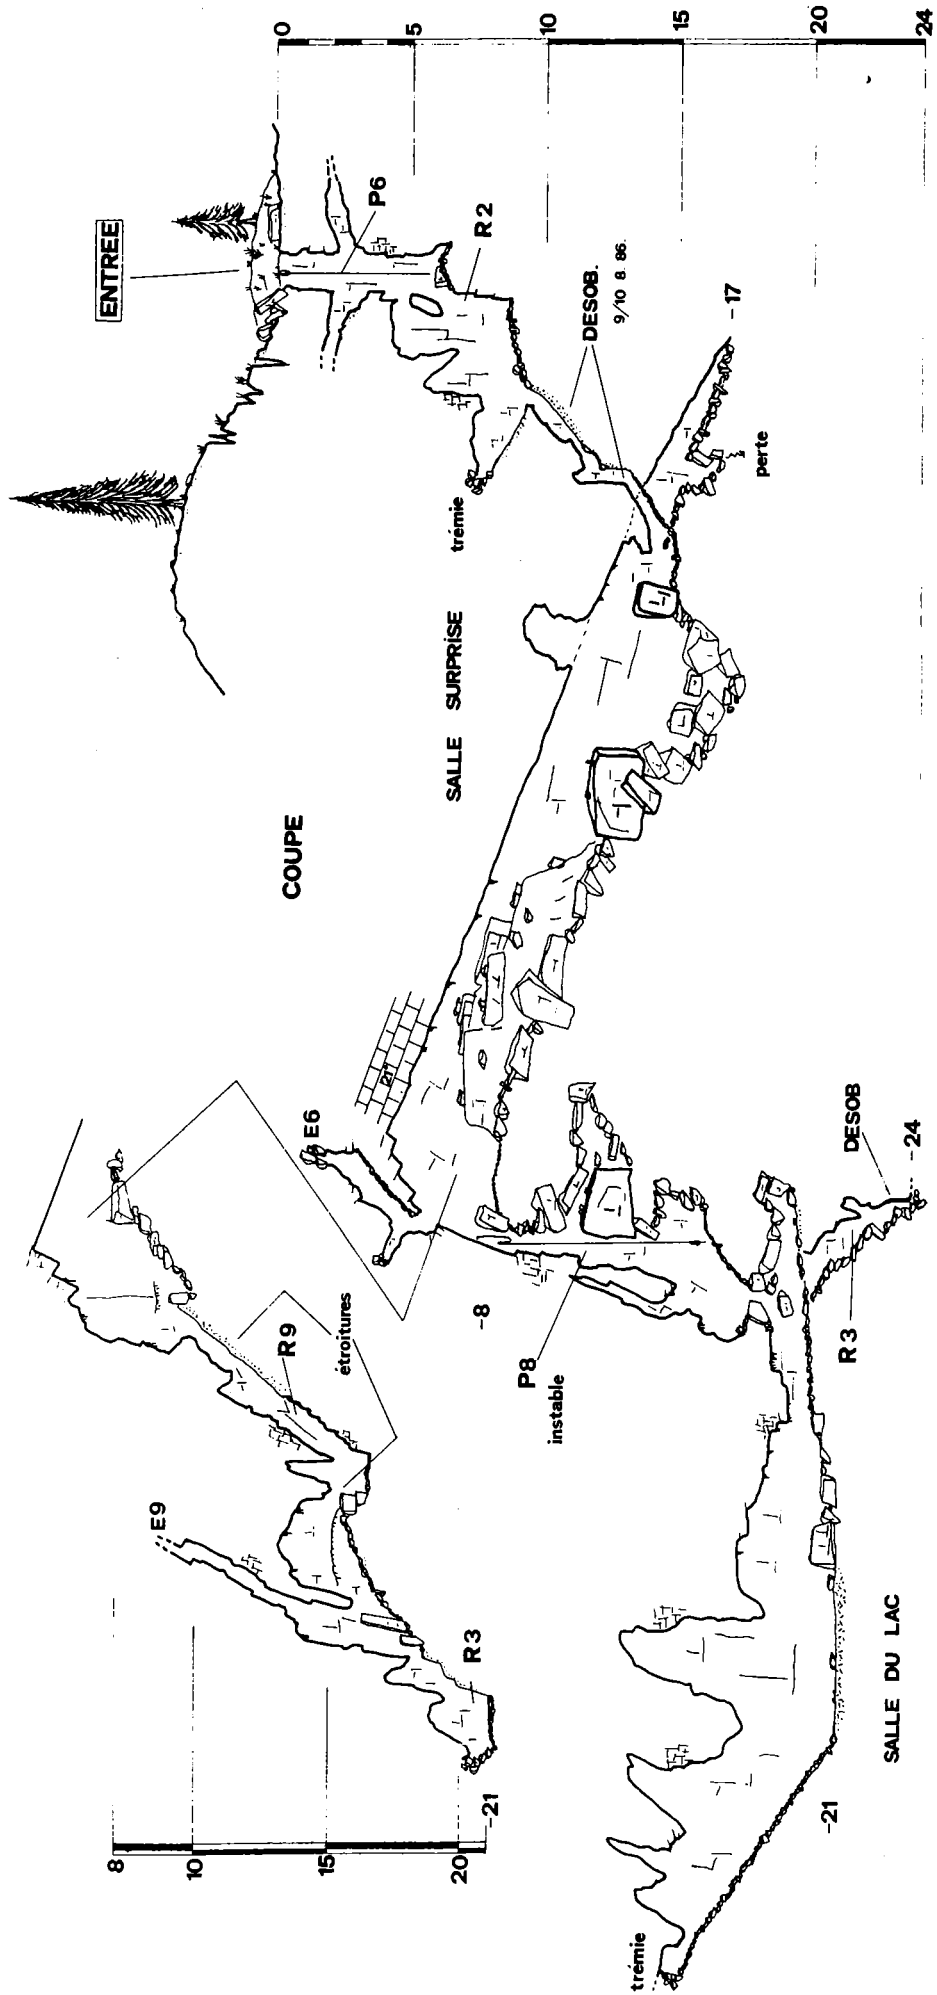 ENTREE
8
E9
10
0
R9
COUPE
E6
15
étroitures
P6
21°
5
20
R3
SALLE SURPRISE
trémie
-8
R2
-21
P8
instable
10
DESOB.
9/10 8. 86.
trémie
15
-17
perte
20
-21
R3
DESOB
SALLE DU LAC
-24
24